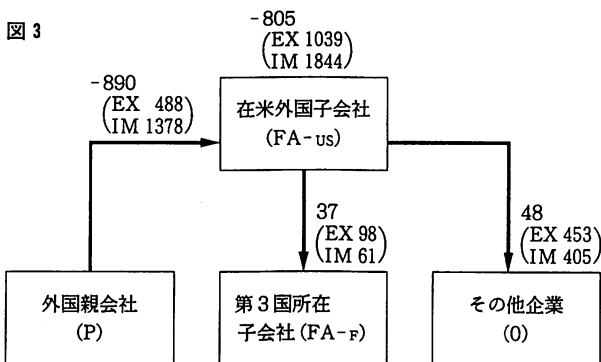 図3
-805
(EX 1039
IM 1844)
-890
(EX 488
IM 1378)
在米外国子会社
(FA-US)
37
(EX 98
IM 61)
48
(EX 453
IM 405)
外国親会社
(P)
第3国所在
子会社(FA-F)
その他企業
(O)